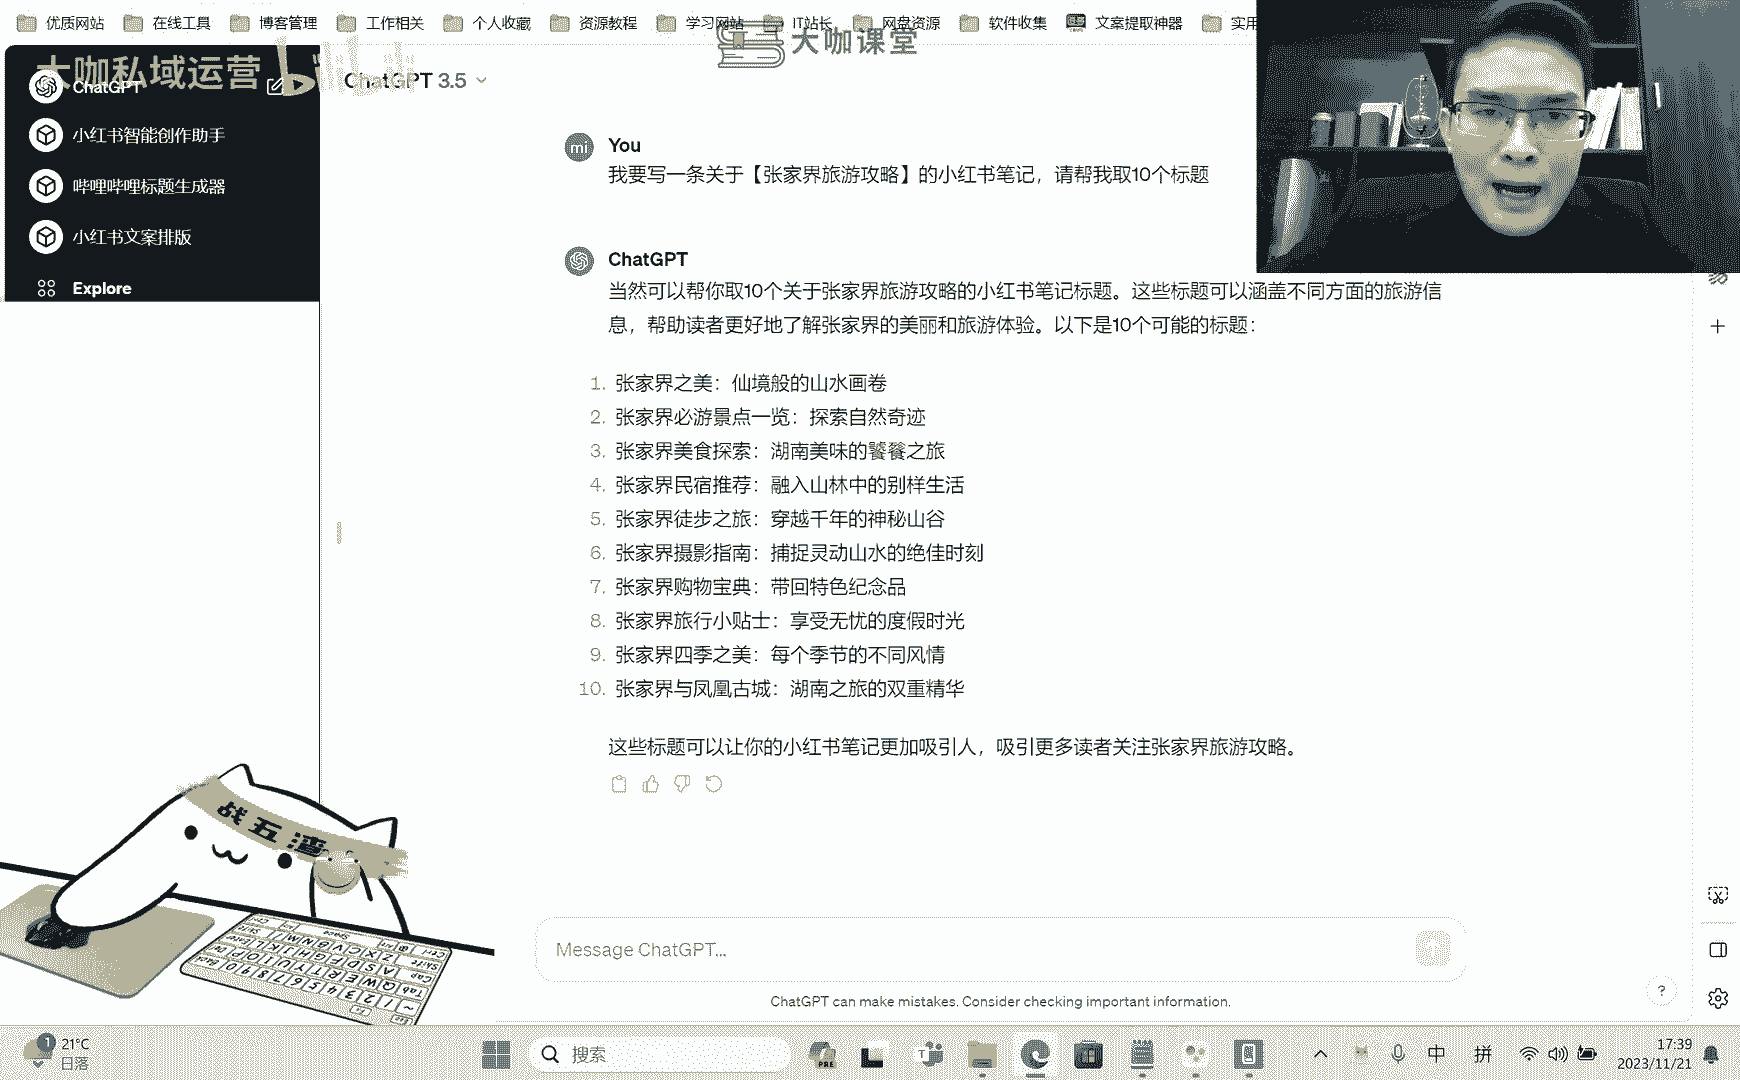 优质网站 在线工具 博客管理 工作相关 个人收藏 资源教程 学习网站 IT站长 网盘资源 软件收集 文案提取神器 实用
大咖课堂
大咖私域运营
ChatGPT
小红书智能创作助手
哔哩哔哩标题生成器
小红书文案排版
Explore
ChatGPT 3.5
mi
You
我要写一条关于【张家界旅游攻略】的小红书笔记，请帮我取10个标题
ChatGPT
当然可以帮你取10个关于张家界旅游攻略的小红书笔记标题。这些标题可以涵盖不同方面的旅游信
息，帮助读者更好地了解张家界的美丽和旅游体验。以下是10个可能的标题：
1. 张家界之美：仙境般的山水画卷
2. 张家界必游景点一览：探索自然奇迹
3. 张家界美食探索：湖南美味的饕餮之旅
4. 张家界民宿推荐：融入山林中的别样生活
5. 张家界徒步之旅：穿越千年的神秘山谷
6. 张家界摄影指南：捕捉灵动山水的绝佳时刻
7. 张家界购物宝典：带回特色纪念品
8. 张家界旅行小贴士：享受无忧的度假时光
9. 张家界四季之美：每个季节的不同风情
10. 张家界与凤凰古城：湖南之旅的双重精华
这些标题可以让你的小红书笔记更加吸引人，吸引更多读者关注张家界旅游攻略。
战五渣
Message ChatGPT...
ChatGPT can make mistakes. Consider checking important information.
?
1
21°C
日落
搜索
PRE
中 拼
17:39
2023/11/21